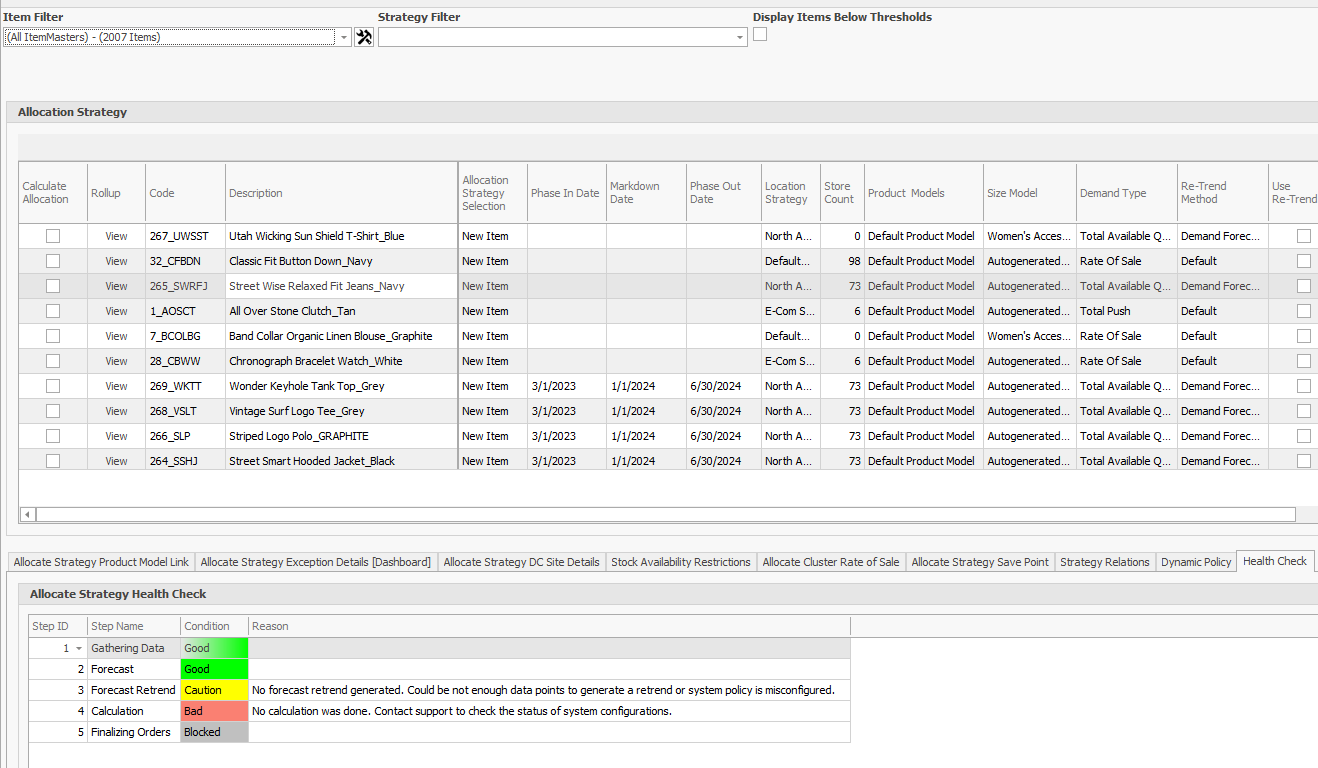 Item Filter Strategy Filter Display Items Below Thresholds
(All ItemMasters) - (2007 Items)
Allocation Strategy
Calculate Allocation Rollup Code Description Allocation Strategy Selection Phase In Date Markdown Date Phase Out Date Location Strategy Store Count Product Models Size Model Demand Type Re-Trend Method Use Re-Trend
View 267_UWSST Utah Wicking Sun Shield T-Shirt_Blue New Item North A... 0 Default Product Model Women's Acces... Total Available Q... Demand Forec...
View 32_CFBDN Classic Fit Button Down_Navy New Item Default... 98 Default Product Model Autogenerated... Rate Of Sale Default
View 265_SWRFJ Street Wise Relaxed Fit Jeans_Navy New Item North A... 73 Default Product Model Autogenerated... Total Available Q... Demand Forec...
View 1_AOSCT All Over Stone Clutch_Tan New Item E-Com S... 6 Default Product Model Autogenerated... Total Push Default
View 7_BCOLBG Band Collar Organic Linen Blouse_Graphite New Item Default... 0 Default Product Model Women's Acces... Rate Of Sale Default
View 28_CBWW Chronograph Bracelet Watch_White New Item E-Com S... 6 Default Product Model Autogenerated... Rate Of Sale Default
View 269_WKTT Wonder Keyhole Tank Top_Grey New Item 3/1/2023 1/1/2024 6/30/2024 North A... 73 Default Product Model Autogenerated... Total Available Q... Demand Forec...
View 268_VSLT Vintage Surf Logo Tee_Grey New Item 3/1/2023 1/1/2024 6/30/2024 North A... 73 Default Product Model Autogenerated... Total Available Q... Demand Forec...
View 266_SLP Striped Logo Polo_GRAPHITE New Item 3/1/2023 1/1/2024 6/30/2024 North A... 73 Default Product Model Autogenerated... Total Available Q... Demand Forec...
View 264_SSHJ Street Smart Hooded Jacket_Black New Item 3/1/2023 1/1/2024 6/30/2024 North A... 73 Default Product Model Autogenerated... Total Available Q... Demand Forec...
Allocate Strategy Product Model Link Allocate Strategy Exception Details [Dashboard] Allocate Strategy DC Site Details Stock Availability Restrictions Allocate Cluster Rate of Sale Allocate Strategy Save Point Strategy Relations Dynamic Policy Health Check
Allocate Strategy Health Check
Step ID Step Name Condition Reason
1 Gathering Data Good
2 Forecast Good
3 Forecast Retrend Caution No forecast retrend generated. Could be not enough data points to generate a retrend or system policy is misconfigured.
4 Calculation Bad No calculation was done. Contact support to check the status of system configurations.
5 Finalizing Orders Blocked